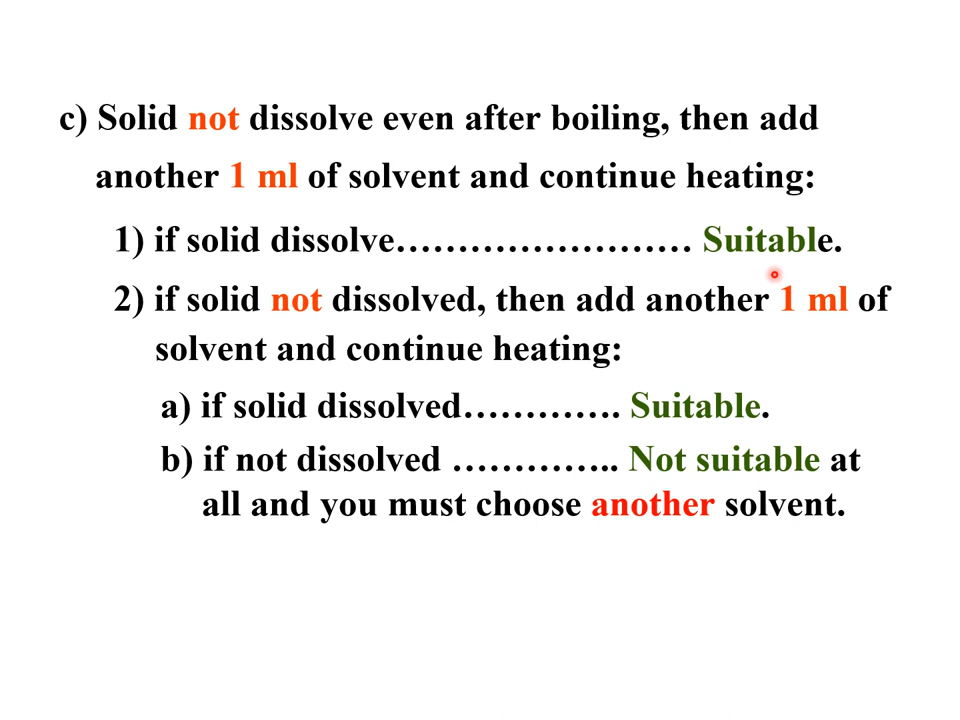 c) Solid not dissolve even after boiling, then add
another 1 ml of solvent and continue heating:
1) if solid dissolve…………………… Suitable.
2) if solid not dissolved, then add another 1 ml of
solvent and continue heating:
a) if solid dissolved…………. Suitable.
b) if not dissolved ………….. Not suitable at
all and you must choose another solvent.